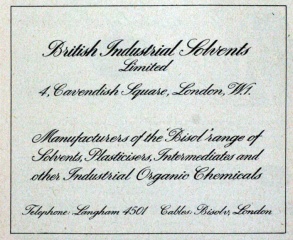 British Industrial Solvents
Limited
4, Cavendish Square, London, W.1.
Manufacturers of the 'Bisol' range of
Solvents, Plasticisers, Intermediates and
other Industrial Organic Chemicals
Telephone: Langham 4501 Cables: Bisolv, London